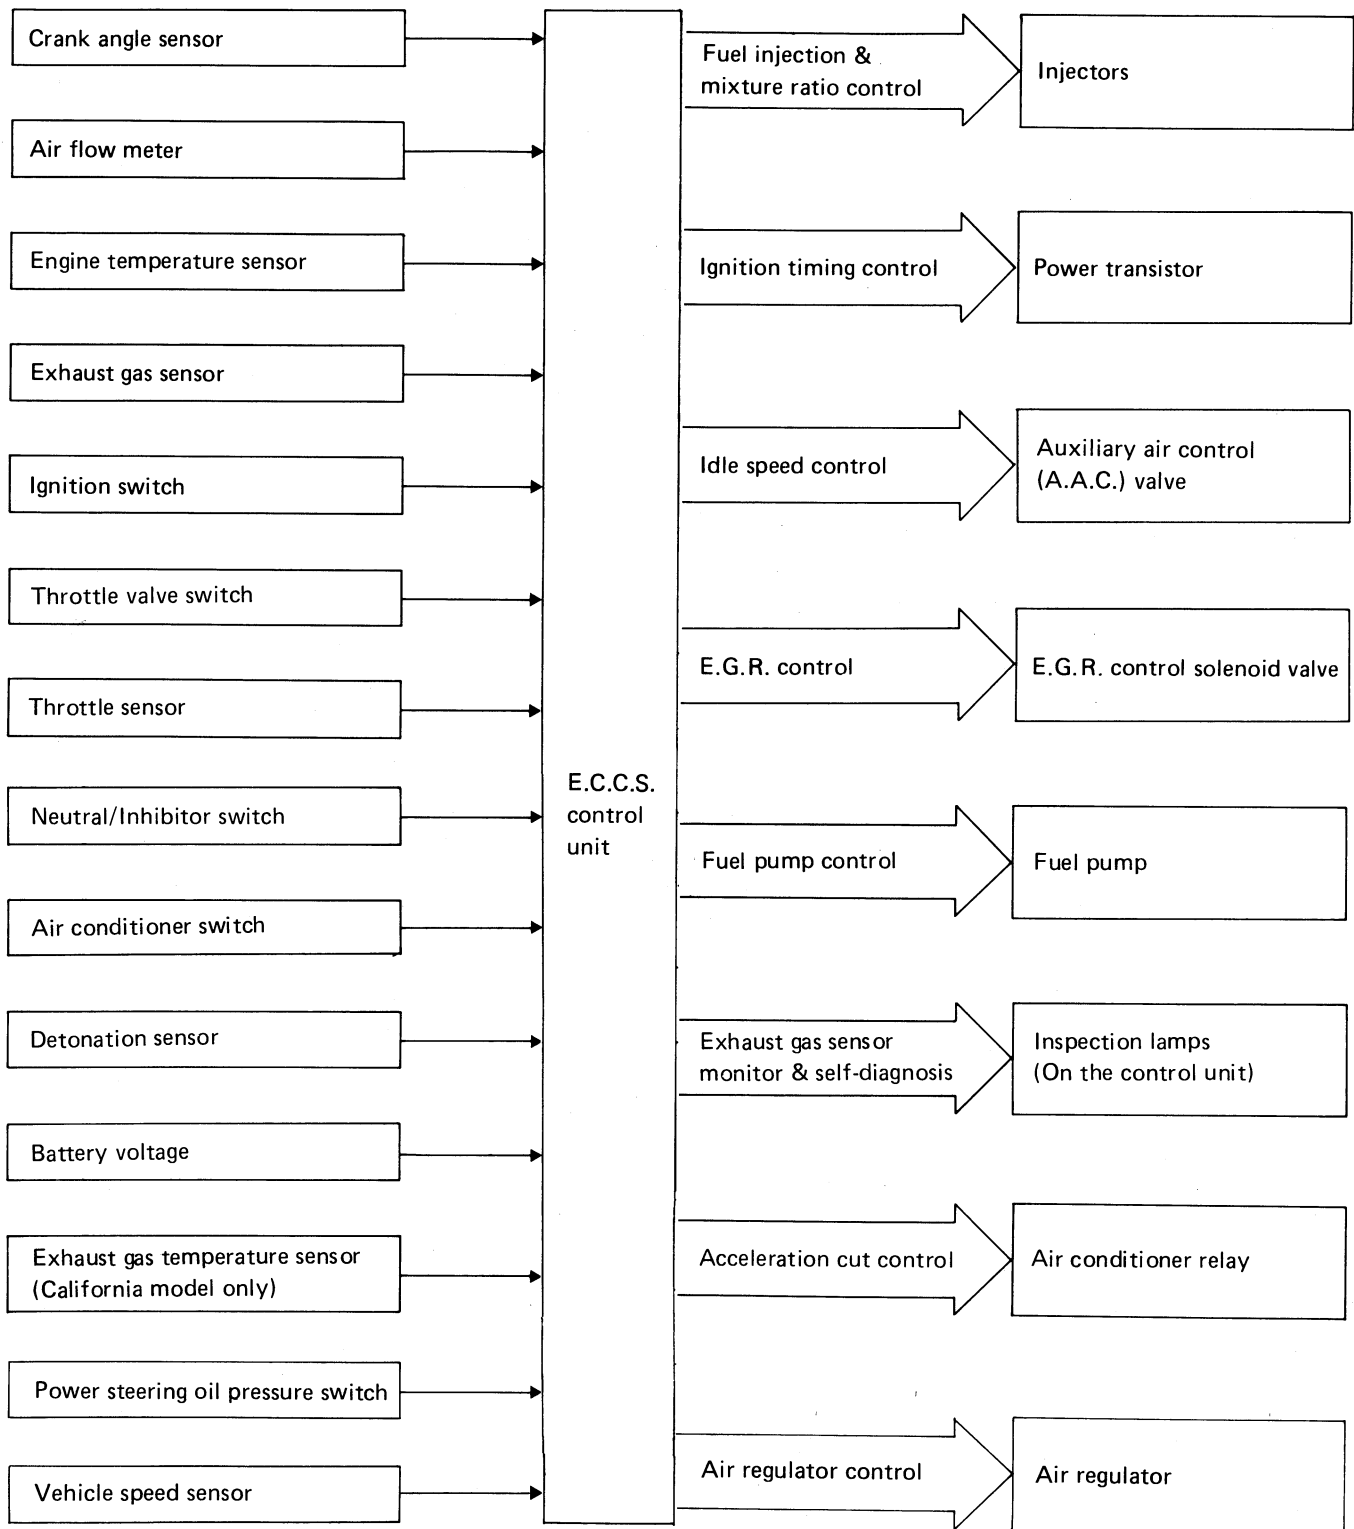 Crank angle sensor
Air flow meter
Engine temperature sensor
Exhaust gas sensor
Ignition switch
Throttle valve switch
Throttle sensor
Neutral/Inhibitor switch
Air conditioner switch
Detonation sensor
Battery voltage
Exhaust gas temperature sensor
(California model only)
Power steering oil pressure switch
Vehicle speed sensor
E.C.C.S.
control
unit
Fuel injection &
mixture ratio control
Injectors
Ignition timing control
Power transistor
Idle speed control
Auxiliary air control
(A.A.C.) valve
E.G.R. control
E.G.R. control solenoid valve
Fuel pump control
Fuel pump
Exhaust gas sensor
monitor & self-diagnosis
Inspection lamps
(On the control unit)
Acceleration cut control
Air conditioner relay
Air regulator control
Air regulator